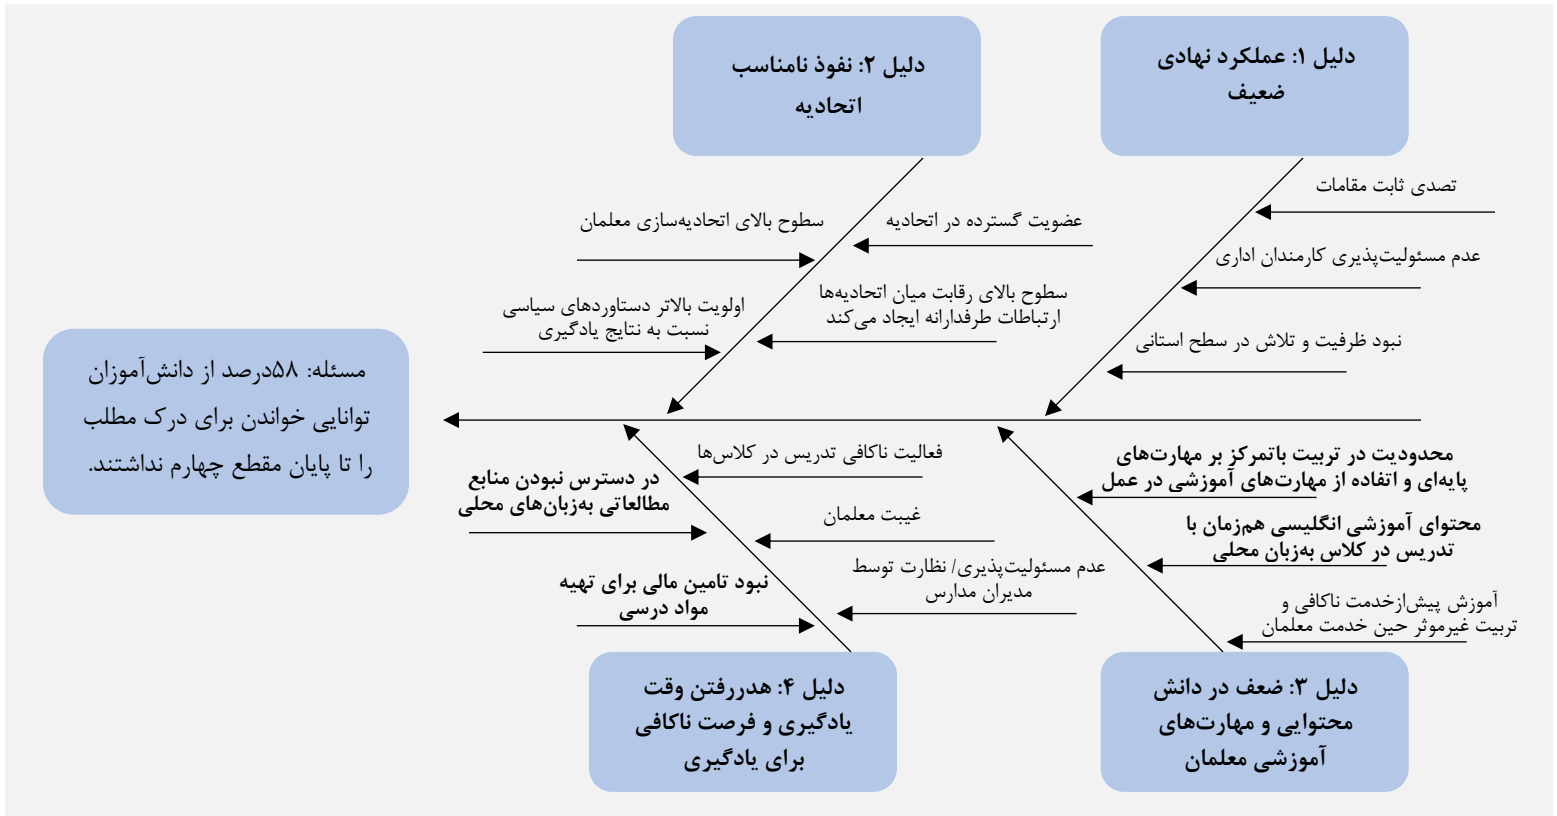 دلیل ۱: عملکرد نهادی
ضعیف
تصدی ثابت مقامات
عدم مسئولیت‌پذیری کارمندان اداری
نبود ظرفیت و تلاش در سطح استانی
دلیل ۲: نفوذ نامناسب
اتحادیه
عضویت گسترده در اتحادیه
سطوح بالای رقابت میان اتحادیه‌ها
ارتباطات طرفدارانه ایجاد می‌کند
سطوح بالای اتحادیه‌سازی معلمان
اولویت بالاتر دستاوردهای سیاسی
نسبت به نتایج یادگیری
مسئله: ۵۸درصد از دانش‌آموزان
توانایی خواندن برای درک مطلب
را تا پایان مقطع چهارم نداشتند.
محدودیت در تربیت باتمرکز بر مهارت‌های
پایه‌ای و اتفاده از مهارت‌های آموزشی در عمل
محتوای آموزشی انگلیسی هم‌زمان با
تدریس در کلاس به‌زبان محلی
آموزش پیش‌ازخدمت ناکافی و
تربیت غیرموثر حین خدمت معلمان
دلیل ۳: ضعف در دانش
محتوایی و مهارت‌های
آموزشی معلمان
فعالیت ناکافی تدریس در کلاس‌ها
غیبت معلمان
عدم مسئولیت‌پذیری/ نظارت توسط
مدیران مدارس
در دسترس نبودن منابع
مطالعاتی به‌زبان‌های محلی
نبود تامین مالی برای تهیه
مواد درسی
دلیل ۴: هدررفتن وقت
یادگیری و فرصت ناکافی
برای یادگیری